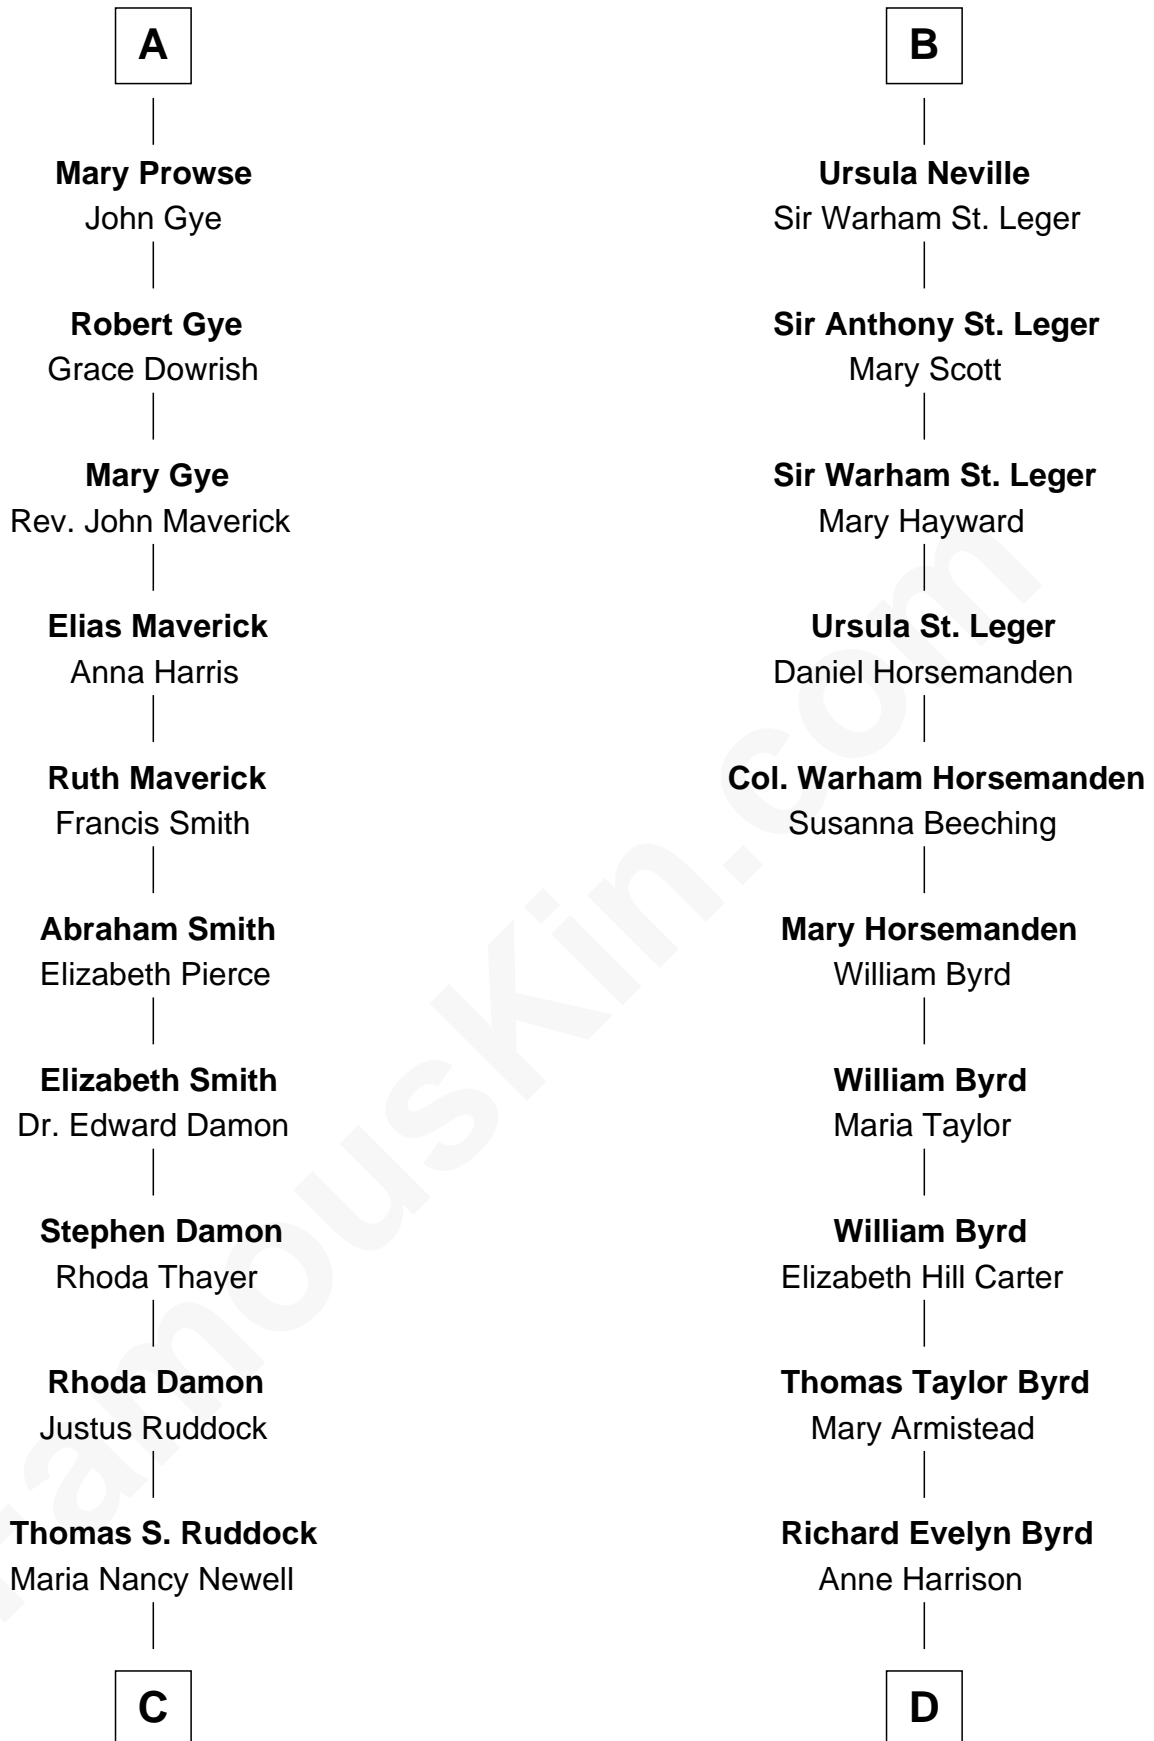 A
Mary Prowse
John Gye
Robert Gye
Grace Dowrish
Mary Gye
Rev. John Maverick
Elias Maverick
Anna Harris
Ruth Maverick
Francis Smith
Abraham Smith
Elizabeth Pierce
Elizabeth Smith
Dr. Edward Damon
Stephen Damon
Rhoda Thayer
Rhoda Damon
Justus Ruddock
Thomas S. Ruddock
Maria Nancy Newell
C
B
Ursula Neville
Sir Warham St. Leger
Sir Anthony St. Leger
Mary Scott
Sir Warham St. Leger
Mary Hayward
Ursula St. Leger
Daniel Horsemanden
Col. Warham Horsemanden
Susanna Beeching
Mary Horsemanden
William Byrd
William Byrd
Maria Taylor
William Byrd
Elizabeth Hill Carter
Thomas Taylor Byrd
Mary Armistead
Richard Evelyn Byrd
Anne Harrison
D
FamousKin.com